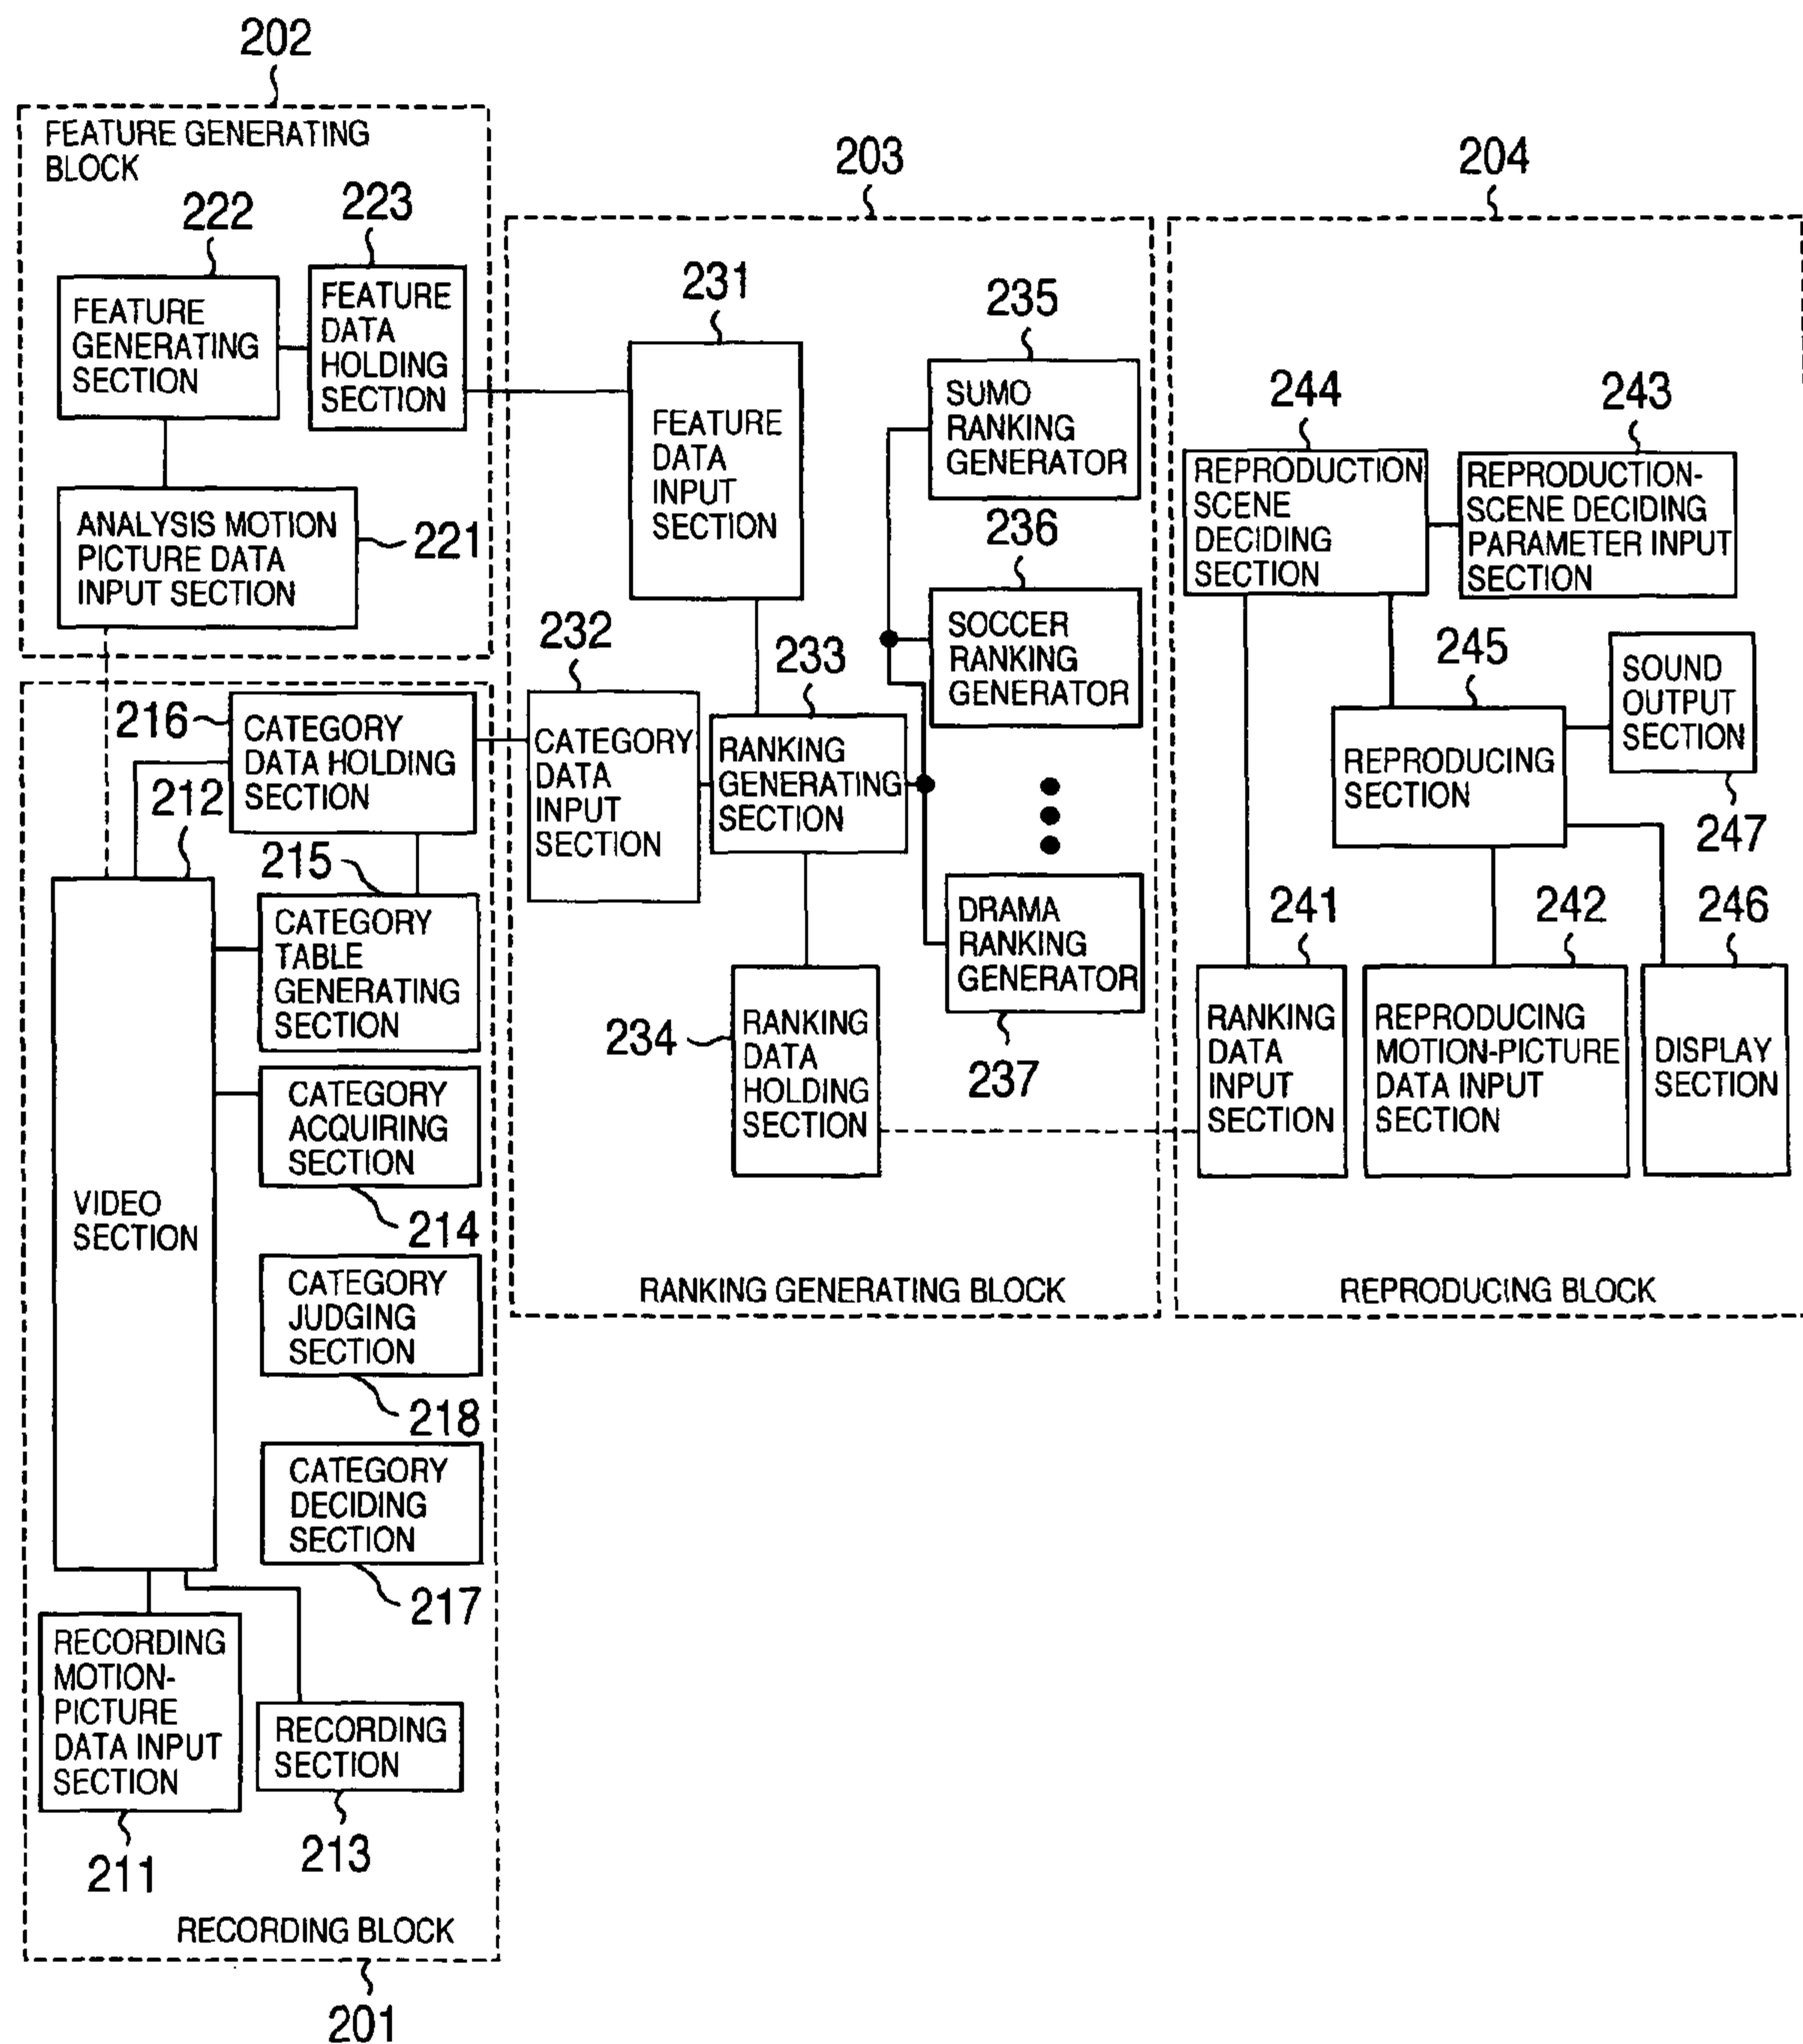 202
FEATURE GENERATING
BLOCK
222
223
FEATURE
GENERATING
SECTION
FEATURE
DATA
HOLDING
SECTION
ANALYSIS MOTION
PICTURE DATA
INPUT SECTION
221
216
CATEGORY
DATA HOLDING
SECTION
212
215
CATEGORY
TABLE
GENERATING
SECTION
CATEGORY
ACQUIRING
SECTION
214
VIDEO
SECTION
CATEGORY
JUDGING
SECTION
218
CATEGORY
DECIDING
SECTION
217
RECORDING
MOTION-
PICTURE
DATA INPUT
SECTION
211
RECORDING
SECTION
213
RECORDING BLOCK
201
203
231
FEATURE
DATA
INPUT
SECTION
235
SUMO
RANKING
GENERATOR
236
SOCCER
RANKING
GENERATOR
232
CATEGORY
DATA
INPUT
SECTION
233
RANKING
GENERATING
SECTION
DRAMA
RANKING
GENERATOR
237
234
RANKING
DATA
HOLDING
SECTION
RANKING GENERATING BLOCK
204
244
REPRODUCTION
SCENE
DECIDING
SECTION
243
REPRODUCTION-
SCENE DECIDING
PARAMETER INPUT
SECTION
245
REPRODUCING
SECTION
SOUND
OUTPUT
SECTION
247
241
RANKING
DATA
INPUT
SECTION
242
REPRODUCING
MOTION-PICTURE
DATA INPUT
SECTION
246
DISPLAY
SECTION
REPRODUCING BLOCK